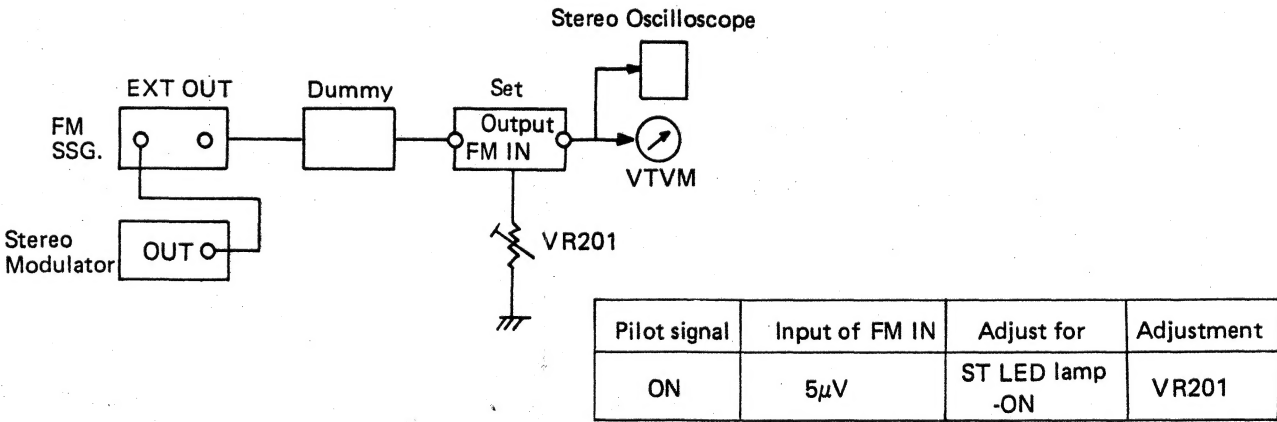 Stereo Oscilloscope
EXT OUT
Dummy
Set
FM
SSG.
Output
FM IN
VTVM
Stereo
Modulator
OUT
VR201
Pilot signal
Input of FM IN
Adjust for
Adjustment
ON
5μV
ST LED lamp
-ON
VR201